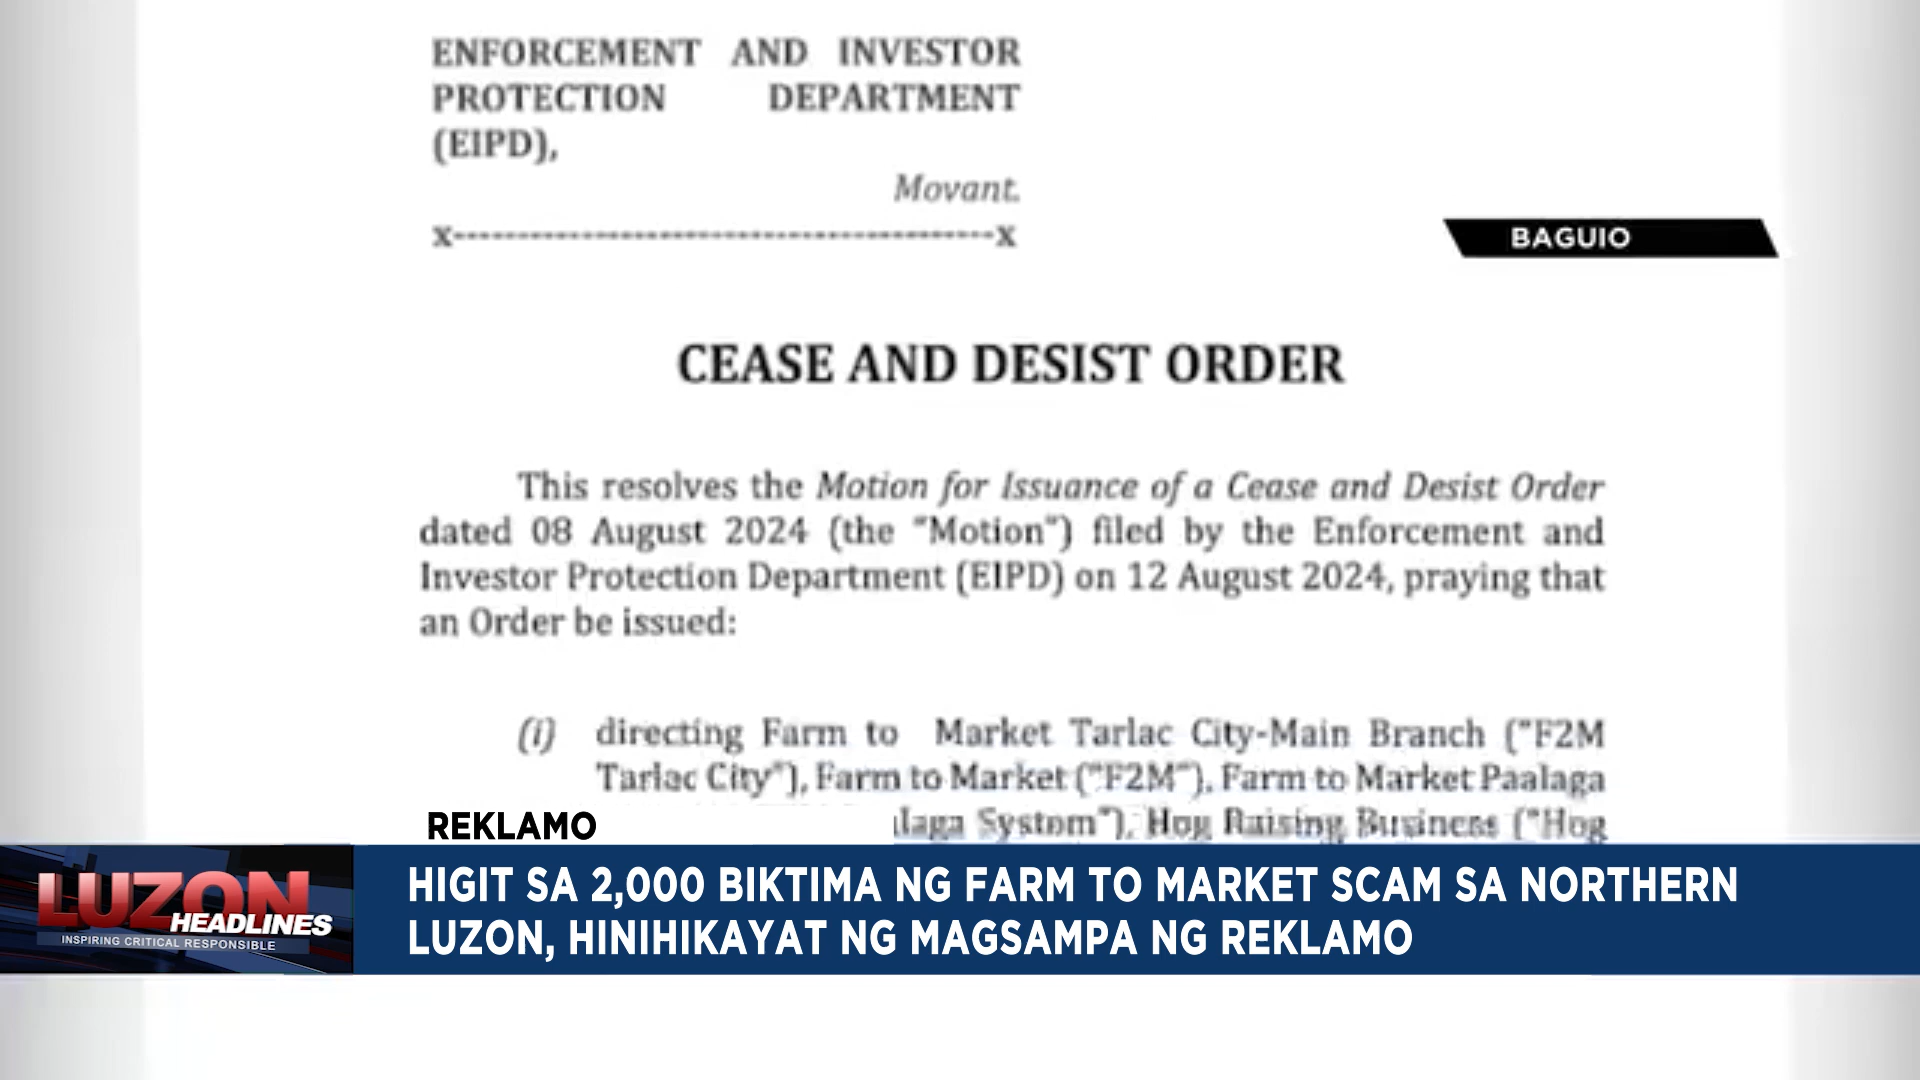 ENFORCEMENT AND INVESTOR
PROTECTION DEPARTMENT
(EIPD),
Movant.
x-------------------------------------------x
BAGUIO
CEASE AND DESIST ORDER
This resolves the Motion for Issuance of a Cease and Desist Order
dated 08 August 2024 (the "Motion") filed by the Enforcement and
Investor Protection Department (EIPD) on 12 August 2024, praying that
an Order be issued:
(i) directing Farm to Market Tarlac City-Main Branch ("F2M
Tarlac City"), Farm to Market ("F2M"), Farm to Market Paalaga
System"), Hog Raising Business ("Hog
REKLAMO
HIGIT SA 2,000 BIKTIMA NG FARM TO MARKET SCAM SA NORTHERN
LUZON, HINIHIKAYAT NG MAGSAMPA NG REKLAMO
LUZON
HEADLINES
INSPIRING CRITICAL RESPONSIBLE